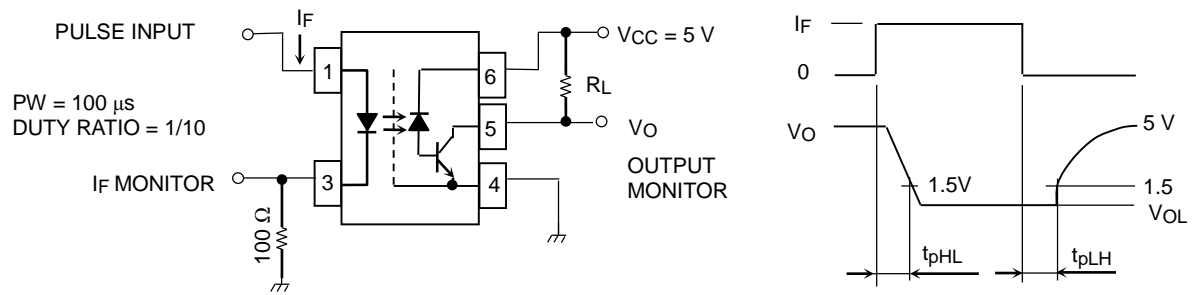 PULSE INPUT
IF
VCC = 5 V
1
6
RL
PW = 100 μs
DUTY RATIO = 1/10
5
VO
OUTPUT
MONITOR
IF MONITOR
3
4
100 Ω
IF
0
VO
5 V
1.5V
1.5
VOL
tpHL
tpLH